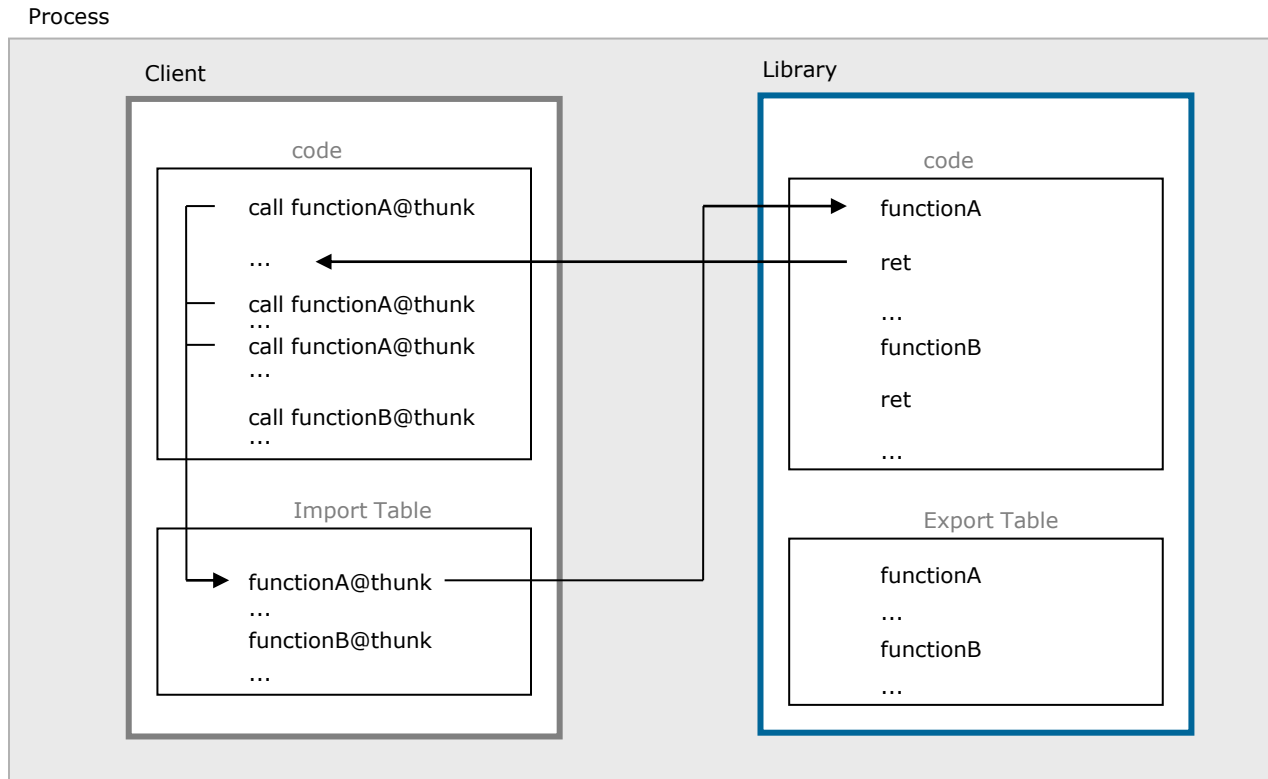 Process
Client
code
call functionA@thunk
...
call functionA@thunk
...
call functionA@thunk
...
call functionB@thunk
...
Import Table
functionA@thunk
...
functionB@thunk
...
Library
code
functionA
ret
...
functionB
ret
...
Export Table
functionA
...
functionB
...